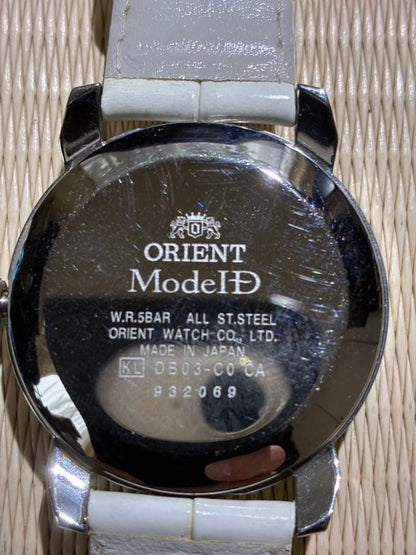 ORIENT
ModeID
W.R.5BAR ALL ST.STEEL
ORIENT WATCH CO., LTD.
MADE IN JAPAN
KL DB03-C0 CA
932069